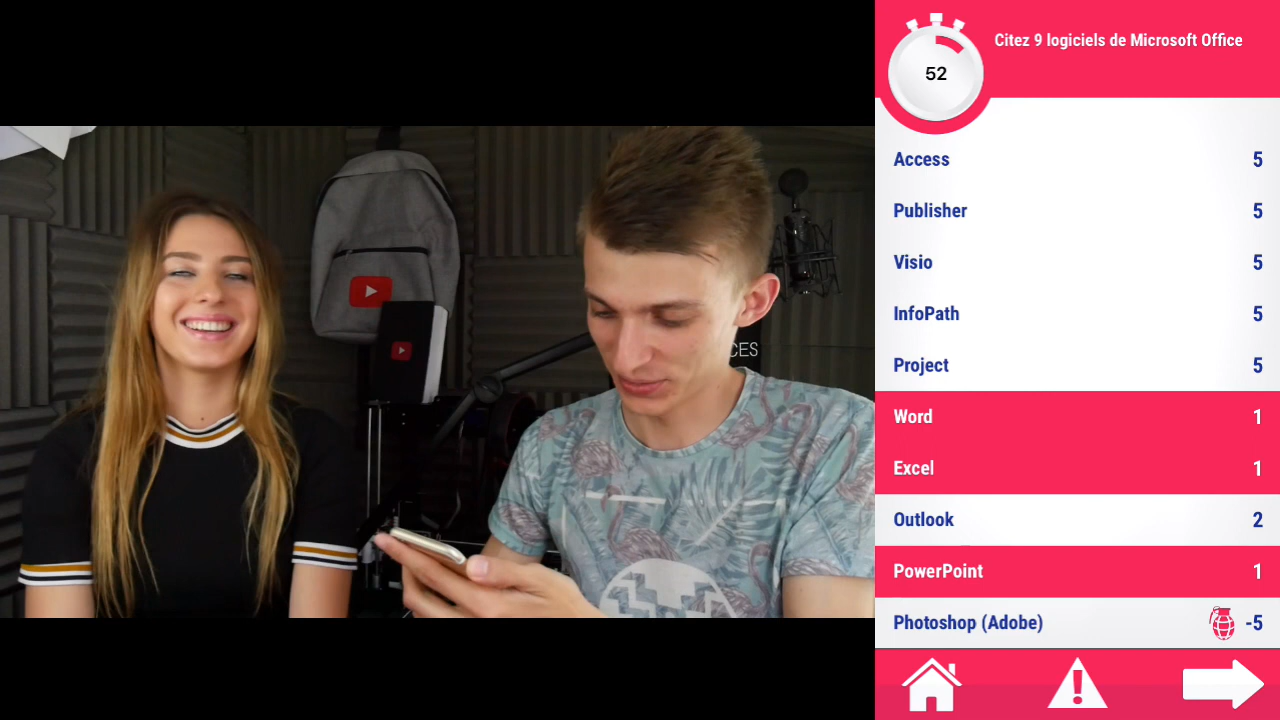 52
Citez 9 logiciels de Microsoft Office
Access 5
Publisher 5
Visio 5
InfoPath 5
Project 5
Word 1
Excel 1
Outlook 2
PowerPoint 1
Photoshop (Adobe) -5
CES